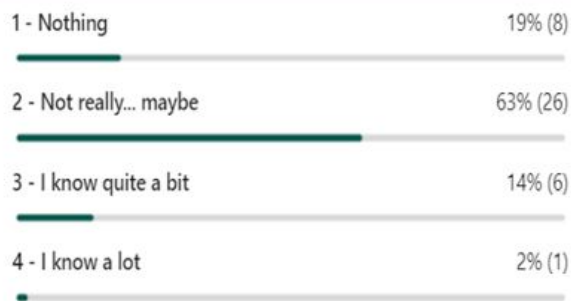 1 - Nothing 19% (8)
2 - Not really... maybe 63% (26)
3 - I know quite a bit 14% (6)
4 - I know a lot 2% (1)